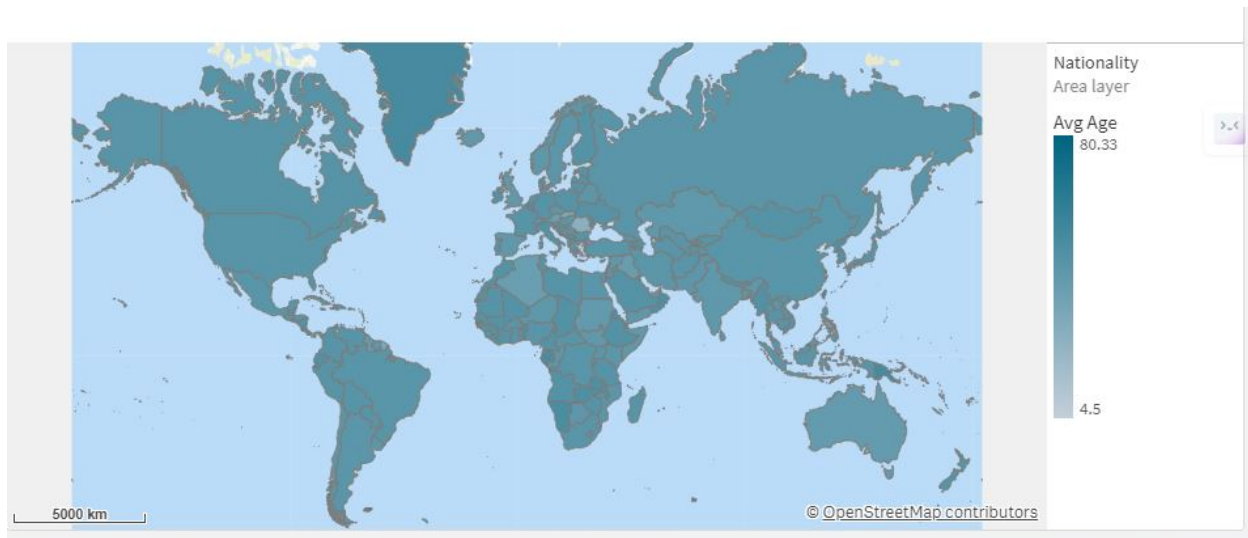 Nationality
Area layer
Avg Age
80.33
4.5
5000 km
© OpenStreetMap contributors